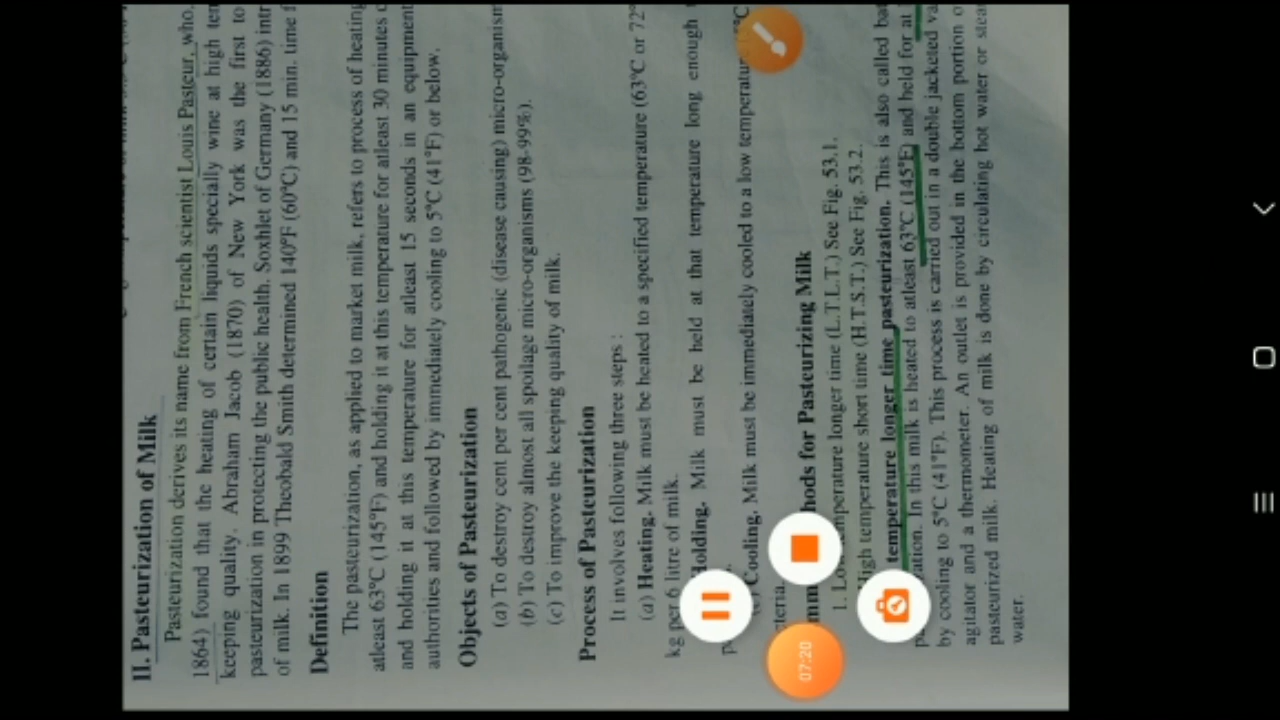 II. Pasteurization of Milk
Pasteurization derives its name from French scientist Louis Pasteur, who.
1864) found that the heating of certain liquids specially wine at high
keeping quality. Abraham Jacob (1870) of New York was the first to
pasteurization in protecting the public health. Soxhlet of Germany (1886)
of milk. In 1899 Theobald Smith determined 140°F (60°C) and 15 min. time
Definition
The pasteurization, as applied to market milk, refers to process of heating
atleast 63°C (145°F) and holding it at this temperature for atleast 30 minutes
and holding it at this temperature for atleast 15 seconds in an equipment
authorities and followed by immediately cooling to 5°C (41°F) or below.
Objects of Pasteurization
(a) To destroy cent per cent pathogenic (disease causing) micro-organism
(b) To destroy almost all spoilage micro-organisms (98-99%).
(c) To improve the keeping quality of milk.
Process of Pasteurization
It involves following three steps :
(a) Heating. Milk must be heated to a specified temperature (63°C or 72°
kg per 6 litre of milk.
Holding. Milk must be held at that temperature long enough
Cooling. Milk must be immediately cooled to a low temperature
hods for Pasteurizing Milk
1. temperature longer time (L.T.L.T.) See Fig. 53.1.
High temperature short time (H.T.S.T.) See Fig. 53.2.
temperature longer time pasteurization. This is also called
In this milk is heated to atleast 63°C (145°F) and held for at
by cooling to 5°C (41°F). This process is carried out in a double jacketed
agitator and a thermometer. An outlet is provided in the bottom portion
pasteurized milk. Heating of milk is done by circulating hot water or
water.
07:20